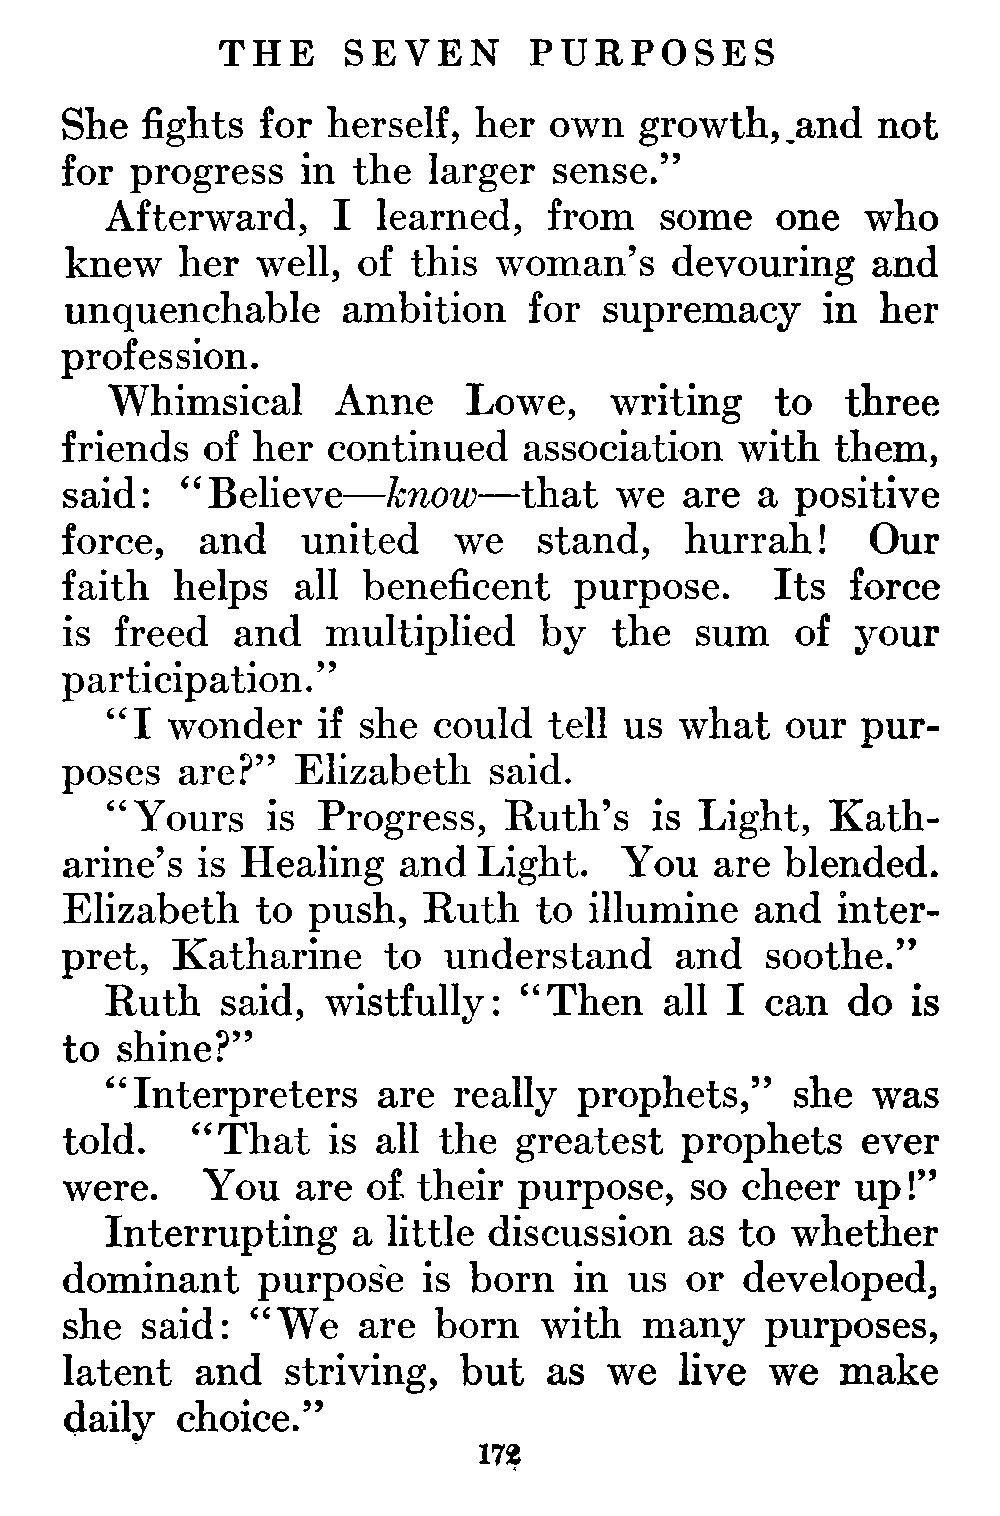 THE SEVEN PURPOSES
She fights for herself, her own growth, and not
for progress in the larger sense.”
Afterward, I learned, from some one who
knew her well, of this woman’s devouring and
unquenchable ambition for supremacy in her
profession.
Whimsical Anne Lowe, writing to three
friends of her continued association with them,
said: “Believe—know—that we are a positive
force, and united we stand, hurrah! Our
faith helps all beneficent purpose. Its force
is freed and multiplied by the sum of your
participation.”
“I wonder if she could tell us what our pur-
poses are?” Elizabeth said.
“Yours is Progress, Ruth’s is Light, Kath-
arine’s is Healing and Light. You are blended.
Elizabeth to push, Ruth to illumine and inter-
pret, Katharine to understand and soothe.”
Ruth said, wistfully: “Then all I can do is
to shine?”
“Interpreters are really prophets,” she was
told. “That is all the greatest prophets ever
were. You are of their purpose, so cheer up!”
Interrupting a little discussion as to whether
dominant purpose is born in us or developed,
she said: “We are born with many purposes,
latent and striving, but as we live we make
daily choice.”
172